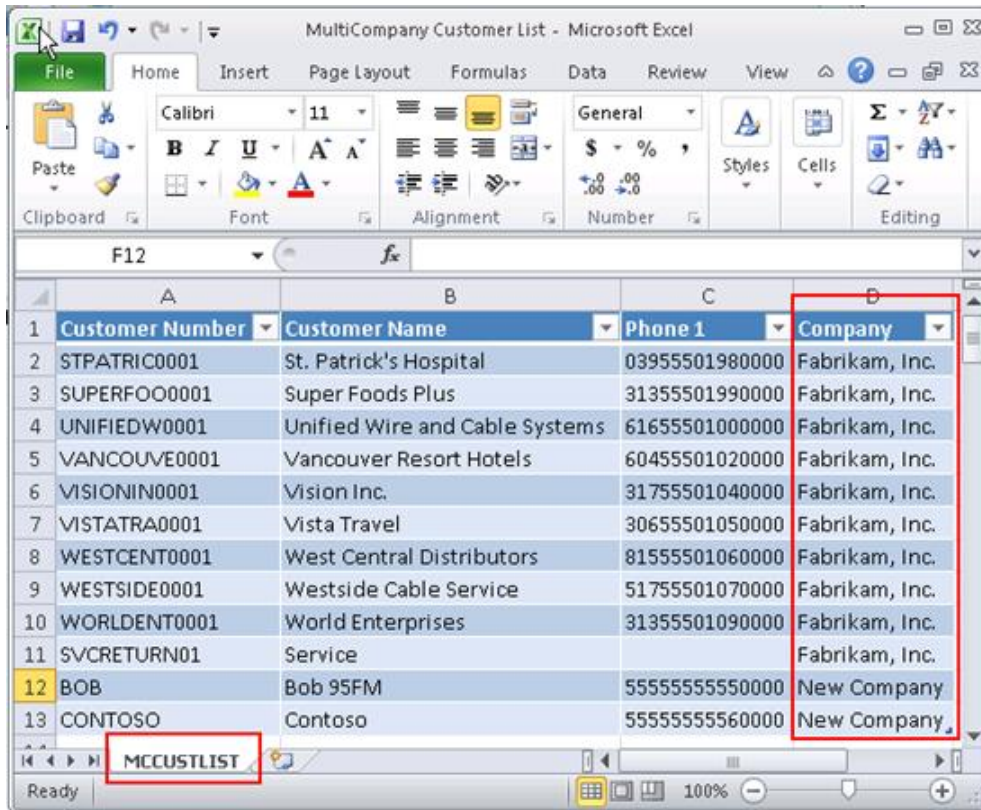 MultiCompany Customer List - Microsoft Excel
File Home Insert Page Layout Formulas Data Review View
Calibri 11 General
Paste B I U A A $ % , Styles Cells Σ
Clipboard Font Alignment Number Editing
F12 fx
A B C D
1 Customer Number Customer Name Phone 1 Company
2 STPATRIC0001 St. Patrick's Hospital 03955501980000 Fabrikam, Inc.
3 SUPERFOO0001 Super Foods Plus 31355501990000 Fabrikam, Inc.
4 UNIFIEDW0001 Unified Wire and Cable Systems 61655501000000 Fabrikam, Inc.
5 VANCOUVE0001 Vancouver Resort Hotels 60455501020000 Fabrikam, Inc.
6 VISIONIN0001 Vision Inc. 31755501040000 Fabrikam, Inc.
7 VISTATRA0001 Vista Travel 30655501050000 Fabrikam, Inc.
8 WESTCENT0001 West Central Distributors 81555501060000 Fabrikam, Inc.
9 WESTSIDE0001 Westside Cable Service 51755501070000 Fabrikam, Inc.
10 WORLDENT0001 World Enterprises 31355501090000 Fabrikam, Inc.
11 SVCRETURN01 Service Fabrikam, Inc.
12 BOB Bob 95FM 55555555550000 New Company
13 CONTOSO Contoso 55555555560000 New Company
MCCUSTLIST
Ready 100%